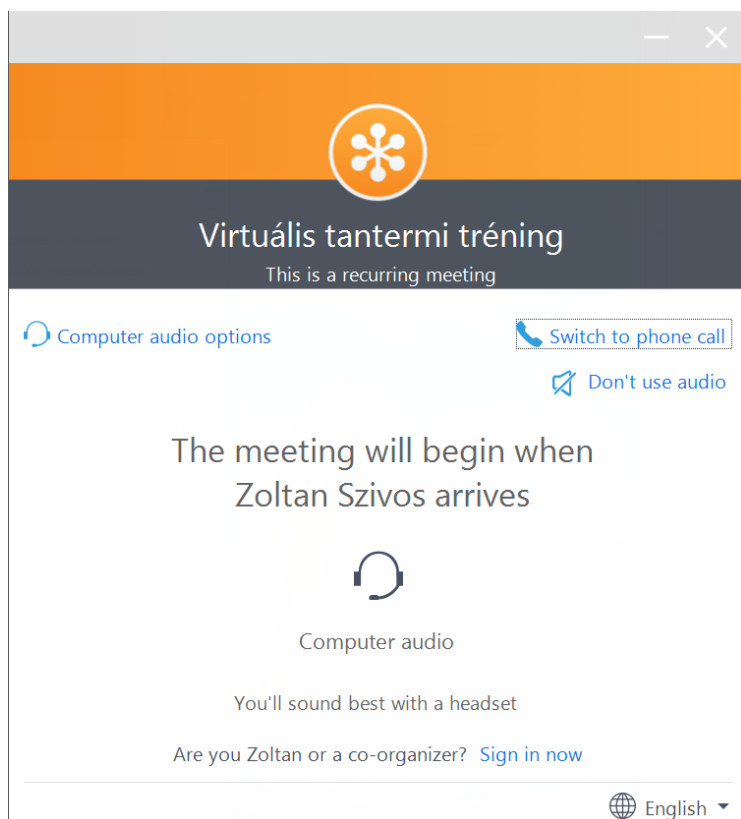 Virtuális tantermi tréning
This is a recurring meeting
Computer audio options
Switch to phone call
Don't use audio
The meeting will begin when
Zoltan Szivos arrives
Computer audio
You'll sound best with a headset
Are you Zoltan or a co-organizer? Sign in now
English